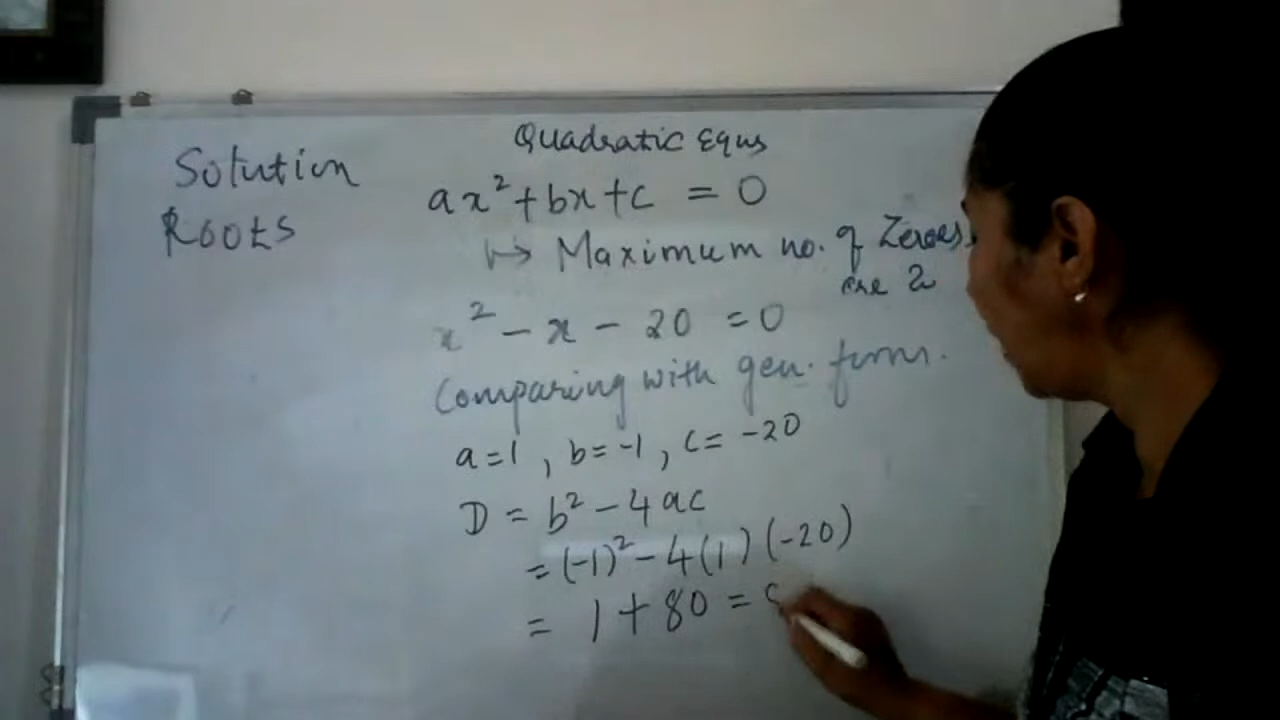 Quadratic Equs
Solution
Roots
ax² + bx + c = 0
↦ Maximum no. of Zeroes
are 2
x² - x - 20 = 0
Comparing with gen. form.
a = 1 , b = -1 , c = -20
D = b² - 4ac
= (-1)² - 4(1)(-20)
= 1 + 80 =